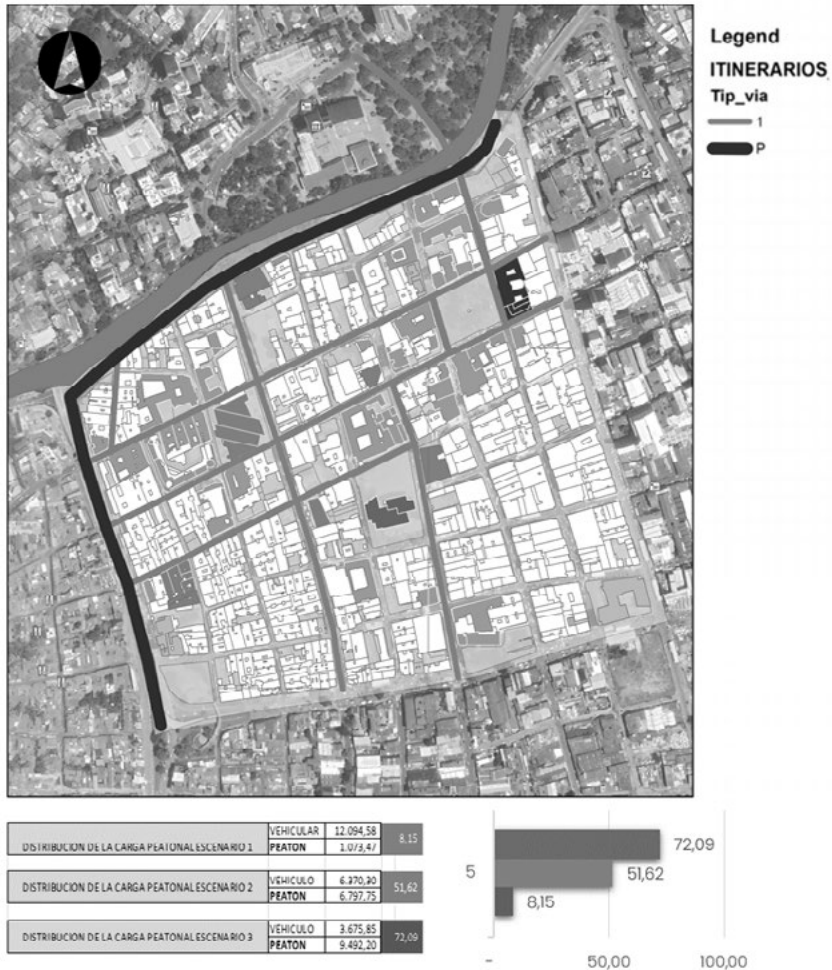 Legend
ITINERARIOS
Tip_via
1
P
DISTRIBUCION DE LA CARGA PEATONAL ESCENARIO 1
VEHICULAR 12.094,58
PEATON 1.073,47
8,15
DISTRIBUCION DE LA CARGA PEATONAL ESCENARIO 2
VEHICULO 6.370,30
PEATON 6.797,75
51,62
DISTRIBUCION DE LA CARGA PEATONAL ESCENARIO 3
VEHICULO 3.675,85
PEATON 9.492,20
72,09
5
72,09
51,62
8,15
-
50,00
100,00